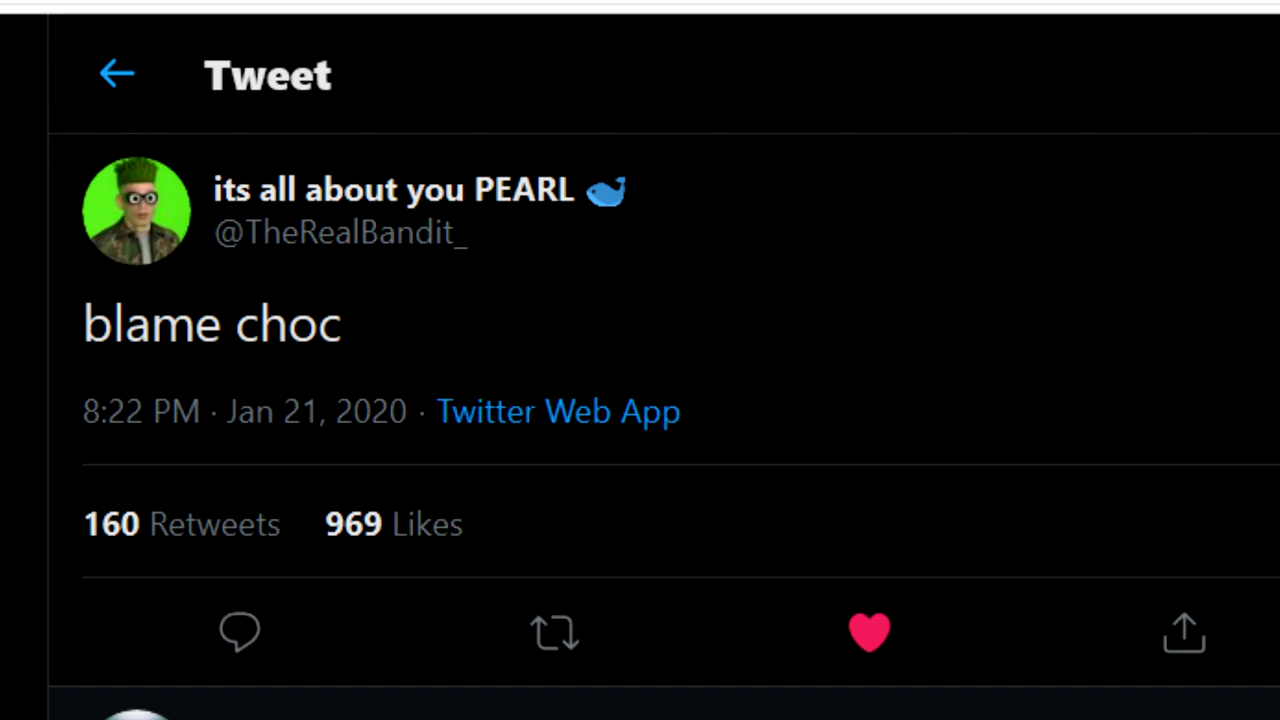 Tweet
its all about you PEARL 🐳
@TheRealBandit_
blame choc
8:22 PM · Jan 21, 2020 · Twitter Web App
160 Retweets 969 Likes